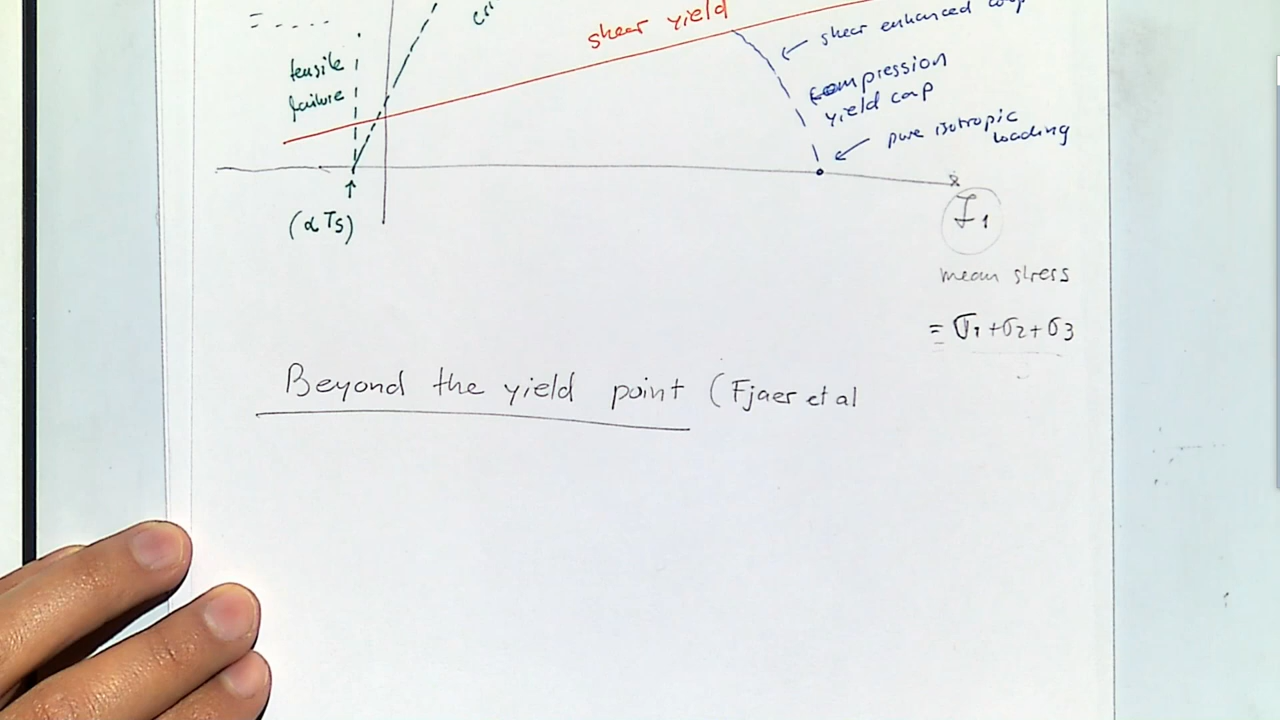 shear yield
shear enhanced
tensile
failure
compression
yield cap
pure isotropic
loading
(αTs)
I1
mean stress
= σ1+σ2+σ3
Beyond the yield point (Fjaer et al